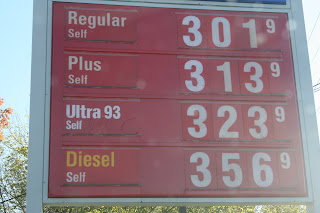 Regular 301 9
Self
Plus 313 9
Self
Ultra 93 323 9
Self
Diesel 356 9
Self